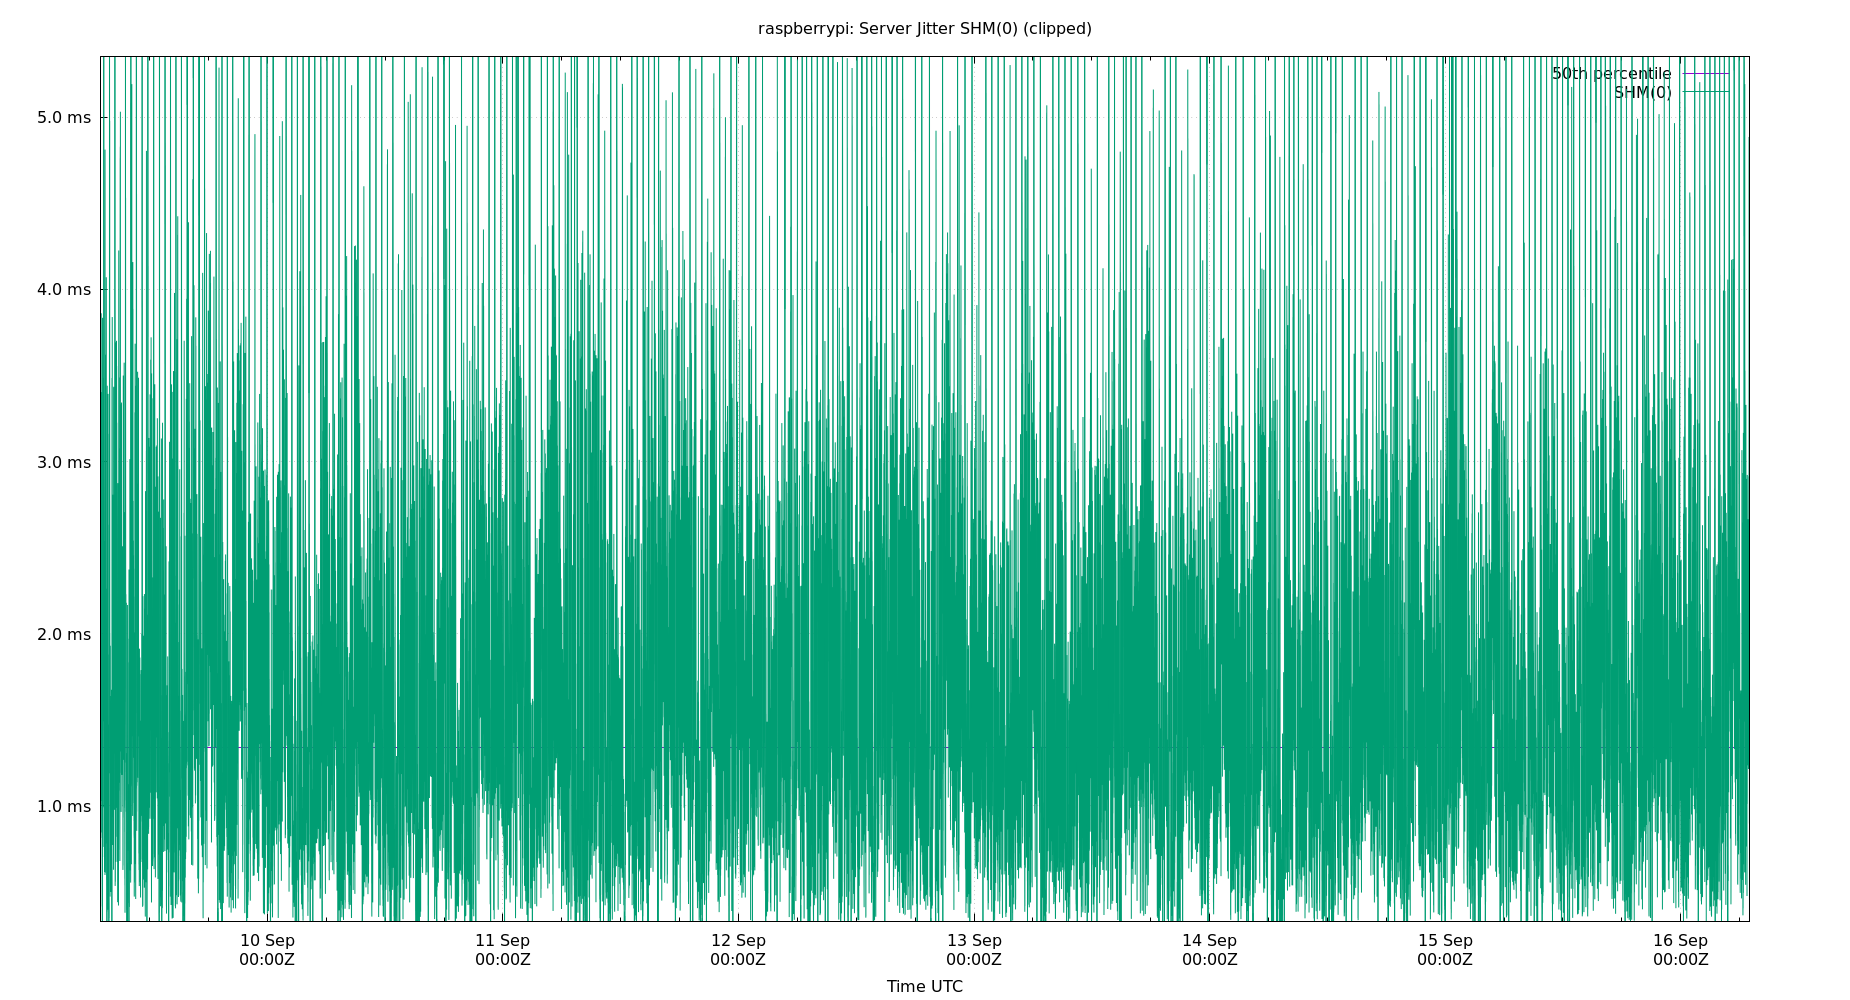 raspberrypi: Server Jitter SHM(0) (clipped)
50th percentile
SHM(0)
5.0 ms
4.0 ms
3.0 ms
2.0 ms
1.0 ms
10 Sep 11 Sep 12 Sep 13 Sep 14 Sep 15 Sep 16 Sep
00:00Z 00:00Z 00:00Z 00:00Z 00:00Z 00:00Z 00:00Z
Time UTC